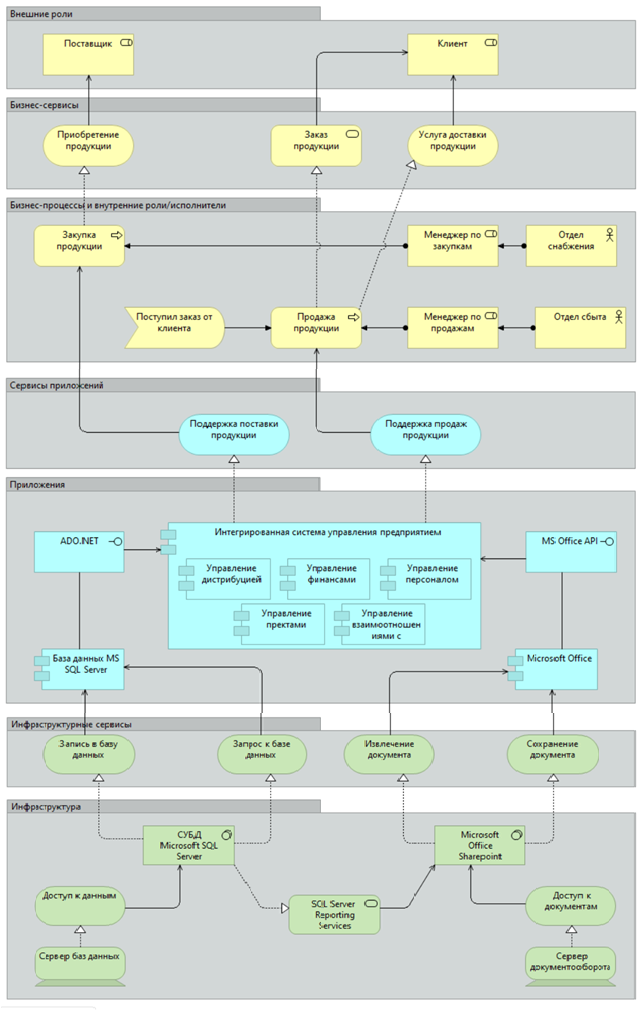 Внешние роли
Поставщик
Клиент
Бизнес-сервисы
Приобретение
продукции
Заказ
продукции
Услуга доставки
продукции
Бизнес-процессы и внутренние роли/исполнители
Закупка
продукции
Менеджер по
закупкам
Отдел
снабжения
Поступил заказ от
клиента
Продажа
продукции
Менеджер по
продажам
Отдел сбыта
Сервисы приложений
Поддержка поставки
продукции
Поддержка продаж
продукции
Приложения
ADO.NET
Интегрированная система управления предприятием
MS Office API
Управление
дистрибуцией
Управление
финансами
Управление
персоналом
Управление
пректами
Управление
взаимоотношен
иями с
База данных MS
SQL Server
Microsoft Office
Инфраструктурные сервисы
Запись в базу
данных
Запрос к базе
данных
Извлечение
документа
Сохранение
документа
Инфраструктура
СУБД
Microsoft SQL
Server
Microsoft
Office
Sharepoint
Доступ к данным
SQL Server
Reporting
Services
Доступ к
документам
Сервер баз данных
Сервер
документооборота